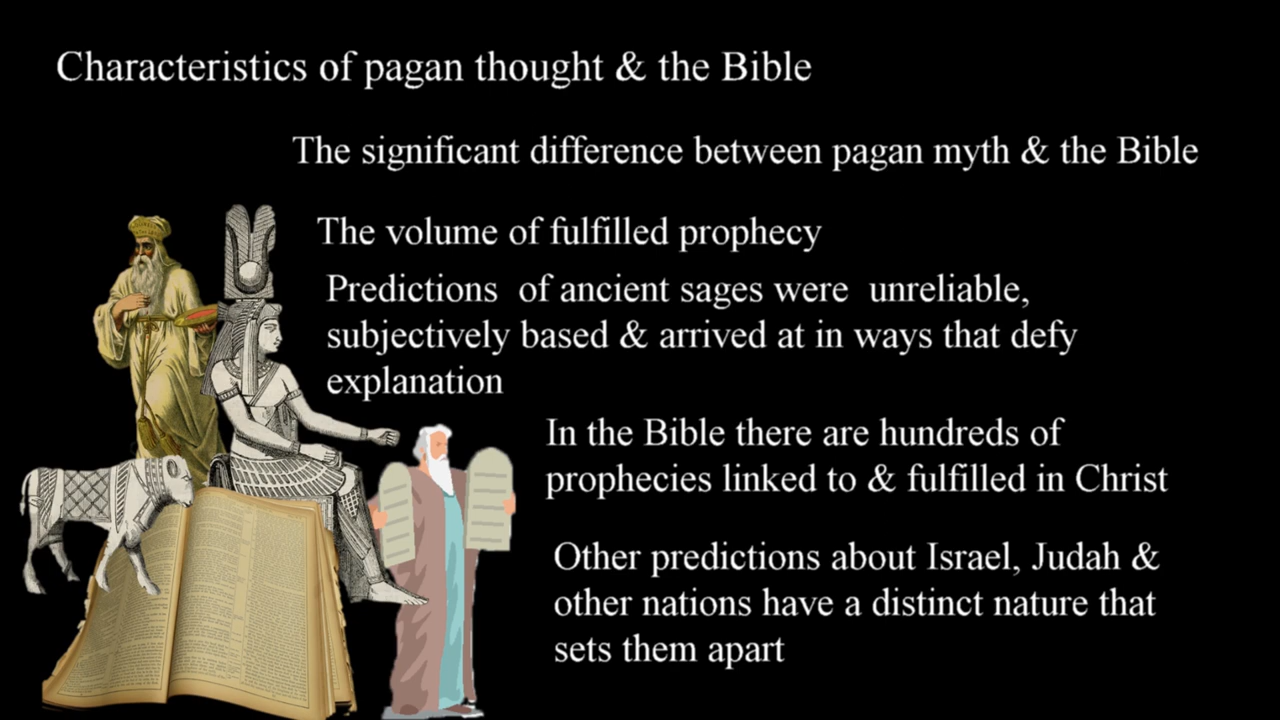 Characteristics of pagan thought & the Bible
The significant difference between pagan myth & the Bible
The volume of fulfilled prophecy
Predictions of ancient sages were unreliable,
subjectively based & arrived at in ways that defy
explanation
In the Bible there are hundreds of
prophecies linked to & fulfilled in Christ
Other predictions about Israel, Judah &
other nations have a distinct nature that
sets them apart